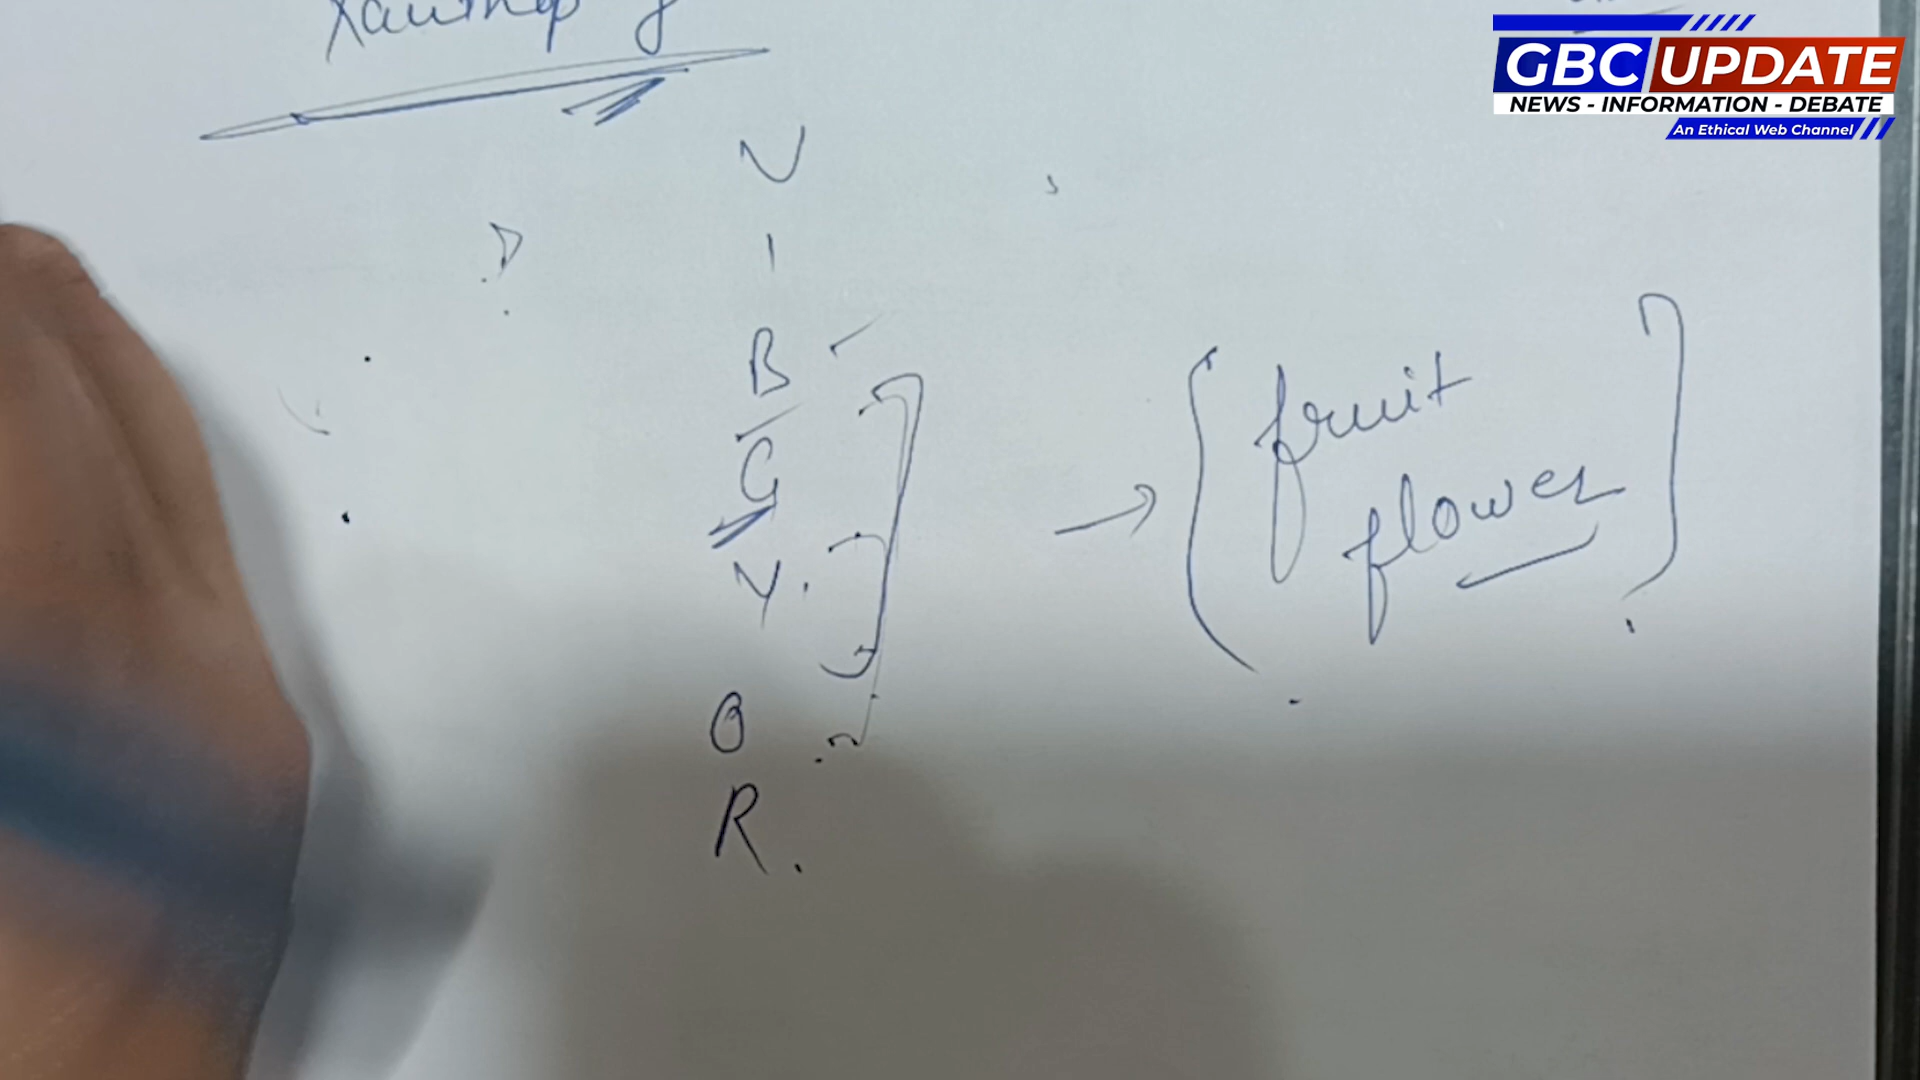 GBC UPDATE
NEWS - INFORMATION - DEBATE
An Ethical Web Channel
V
I
B
G
Y
O
R
fruit
flower